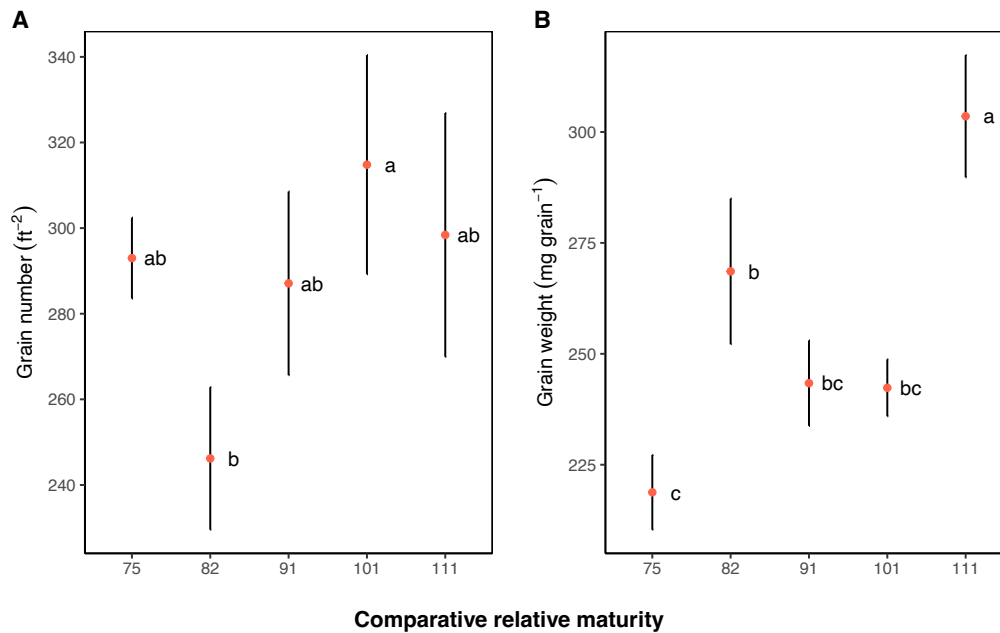 A
Grain number (ft⁻²)
340
320
300
280
260
240
ab
b
ab
a
ab
75 82 91 101 111
B
Grain weight (mg grain⁻¹)
300
275
250
225
c
b
bc
bc
a
75 82 91 101 111
Comparative relative maturity